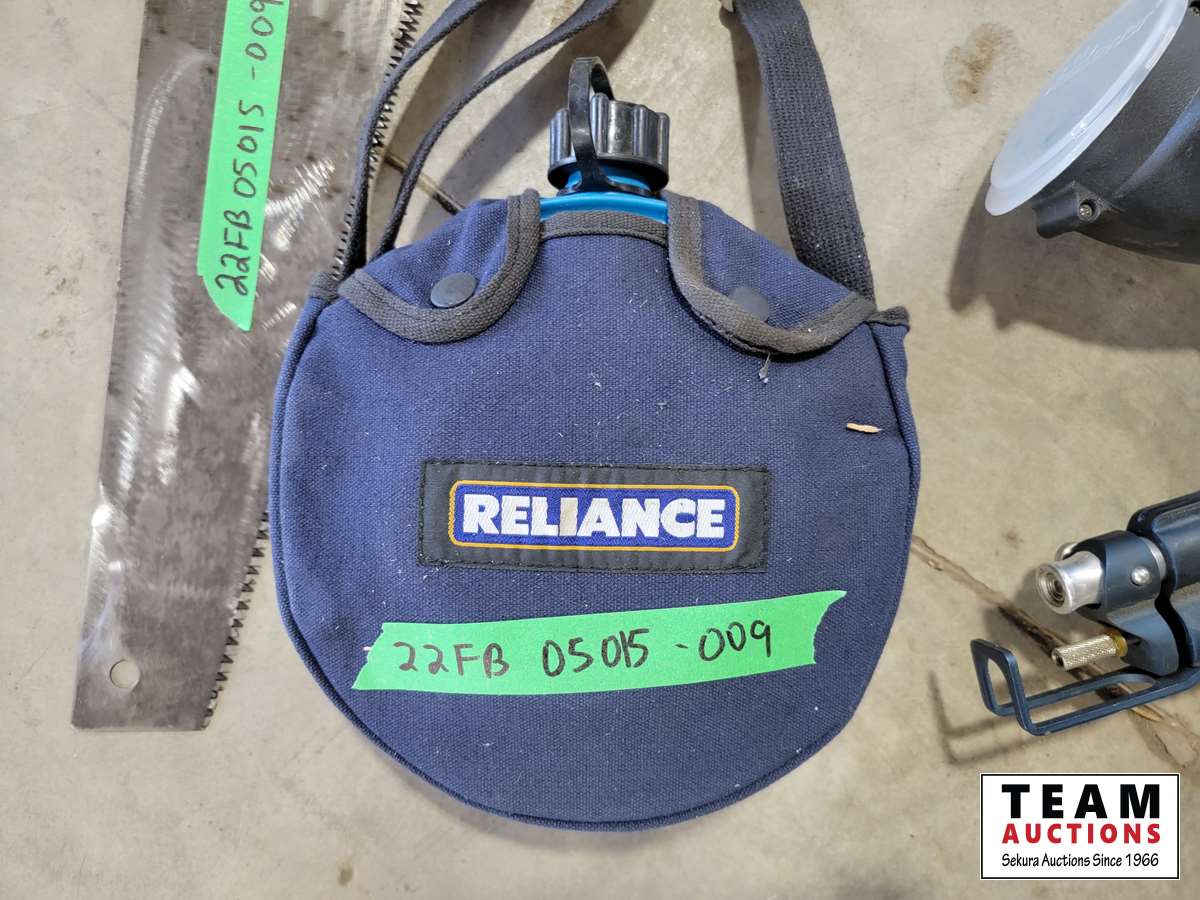 22FB 05015-009
RELIANCE
22FB 05015-009
TEAM
AUCTIONS
Sekura Auctions Since 1966